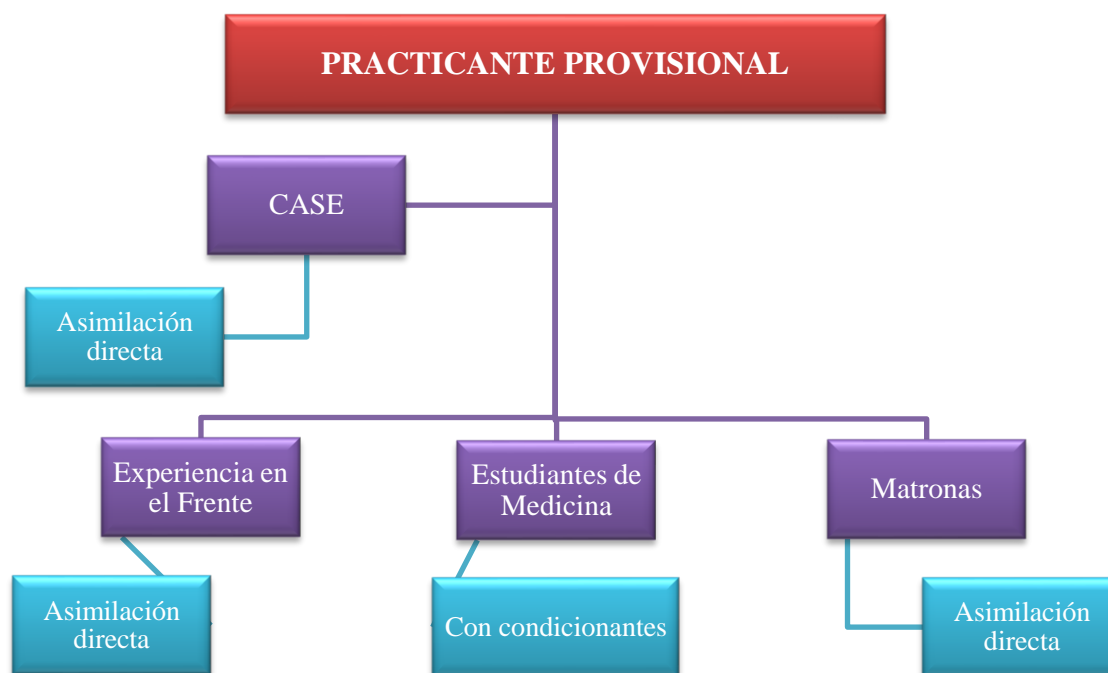 PRACTICANTE PROVISIONAL
CASE
Asimilación
directa
Experiencia en
el Frente
Estudiantes de
Medicina
Matronas
Asimilación
directa
Con condicionantes
Asimilación
directa